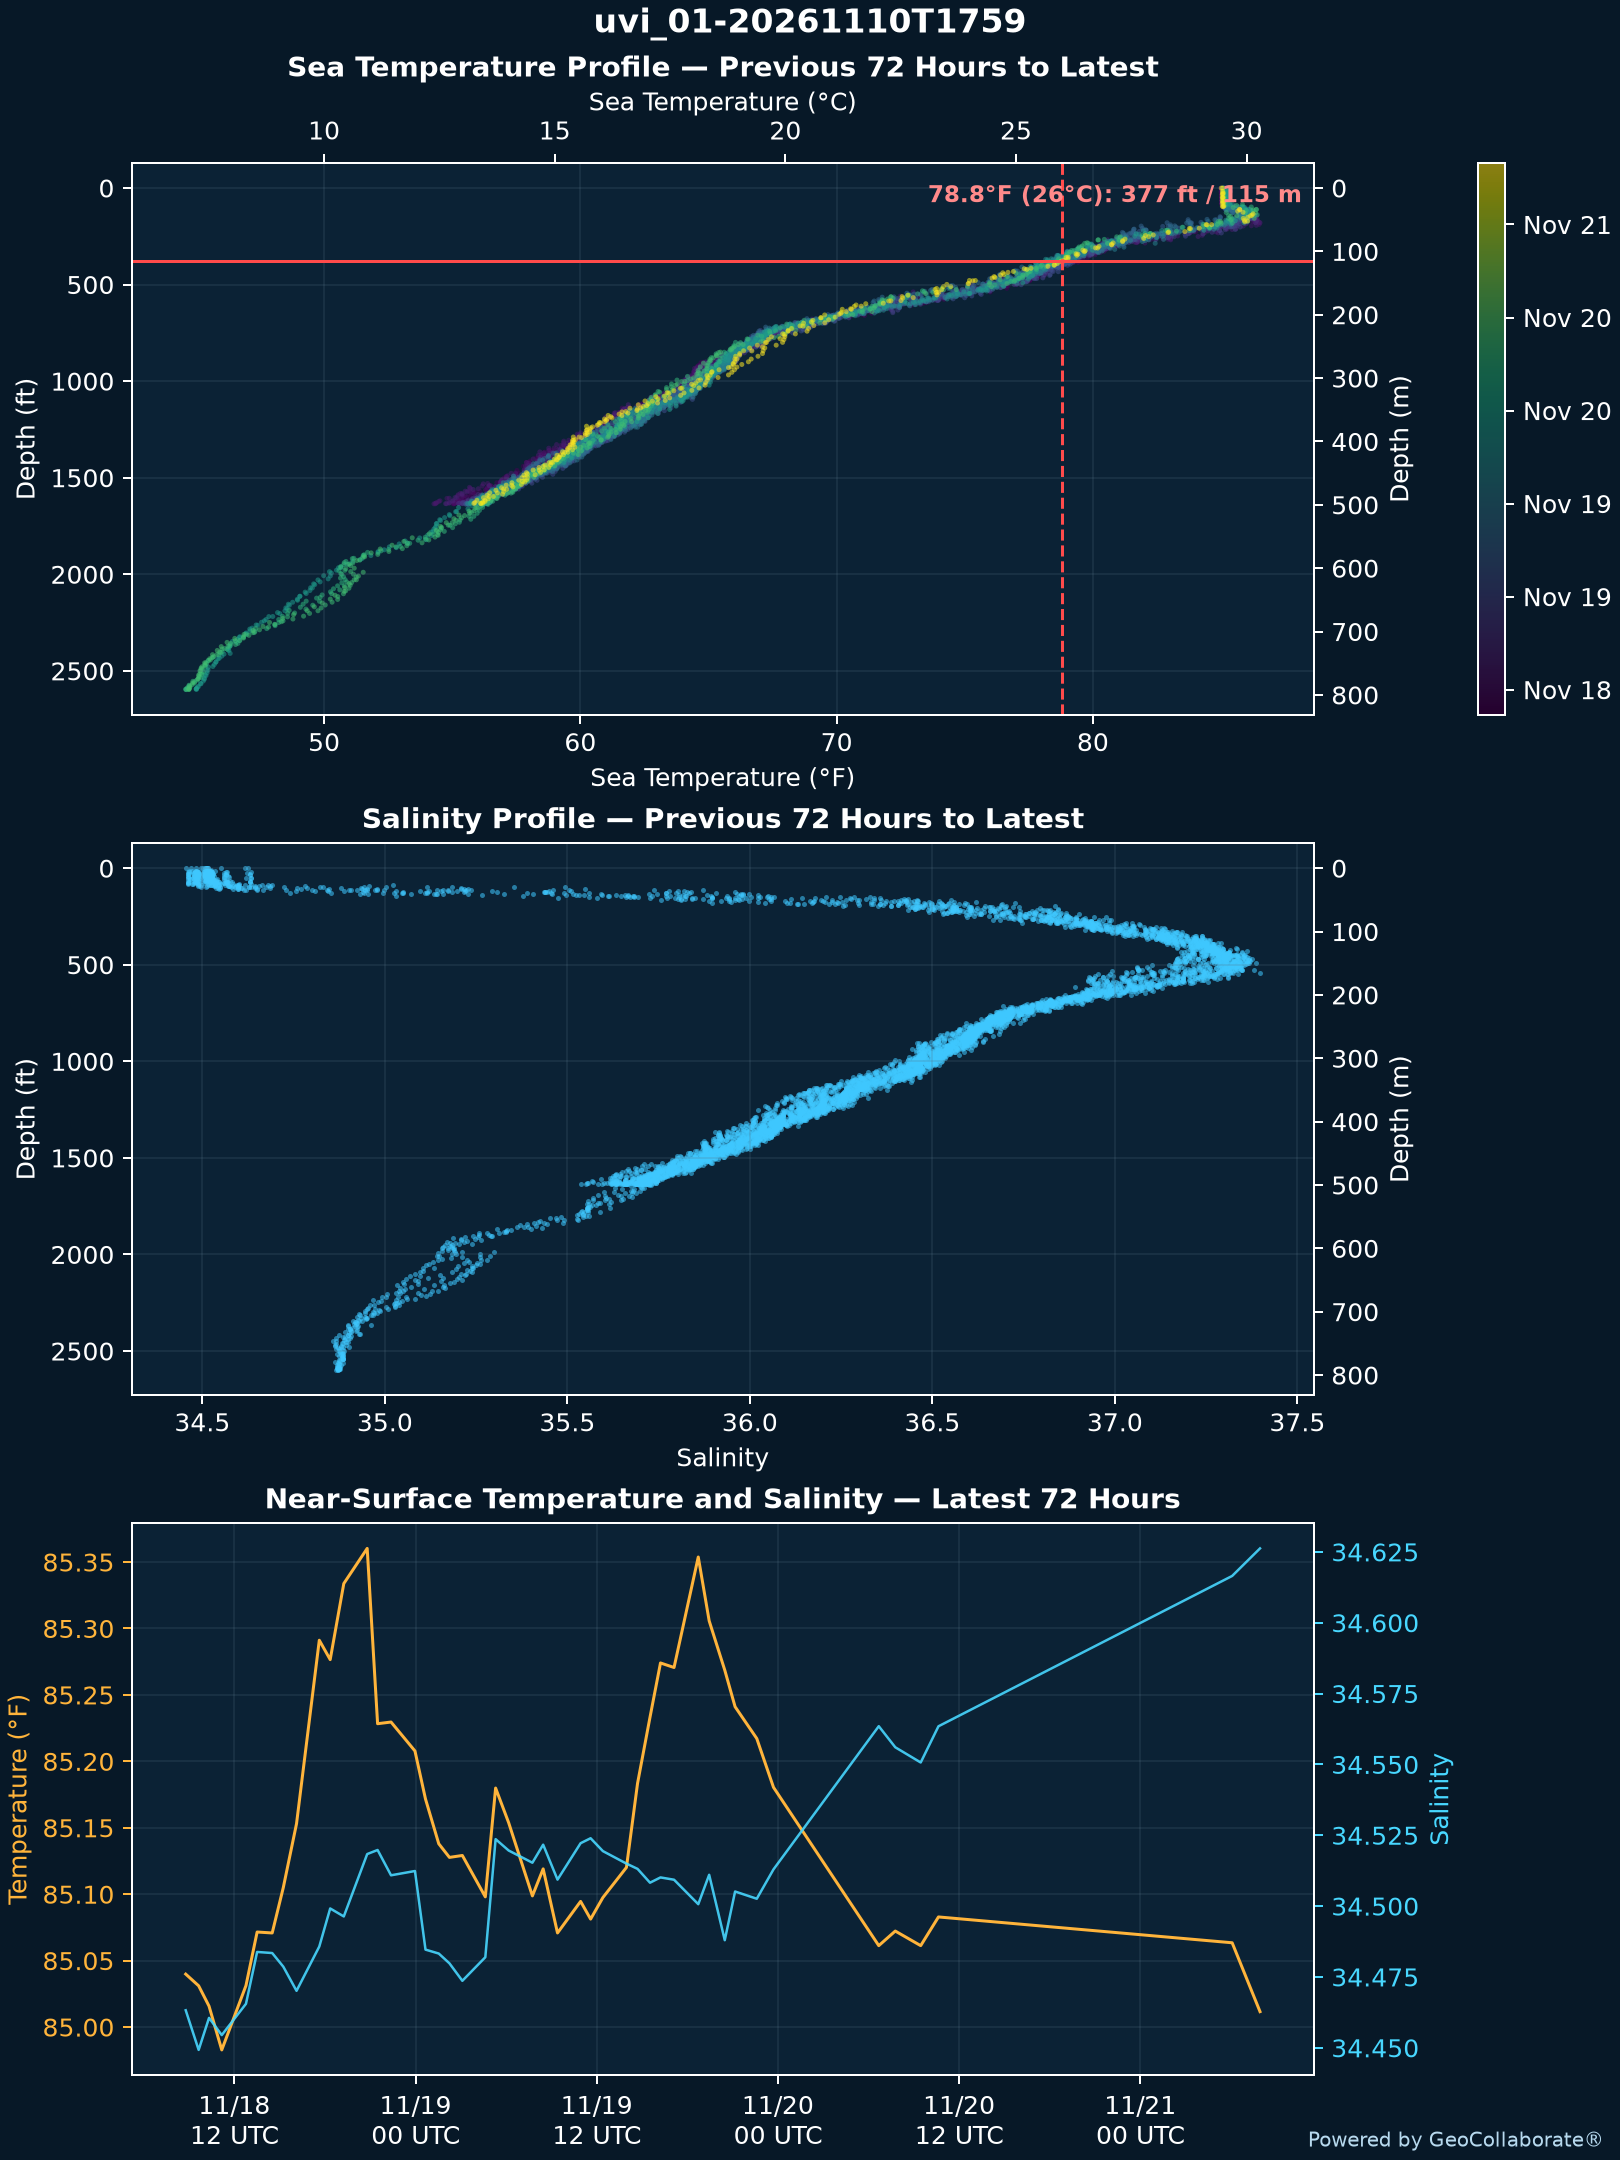 uvi_01-20261110T1759
Sea Temperature Profile — Previous 72 Hours to Latest
Sea Temperature (°C)
10 15 20 25 30
78.8°F (26°C): 377 ft / 115 m
0
500
1000
1500
2000
2500
Depth (ft)
0
100
200
300
400
500
600
700
800
Depth (m)
50 60 70 80
Sea Temperature (°F)
Nov 21
Nov 20
Nov 20
Nov 19
Nov 19
Nov 18
Salinity Profile — Previous 72 Hours to Latest
0
500
1000
1500
2000
2500
Depth (ft)
0
100
200
300
400
500
600
700
800
Depth (m)
34.5 35.0 35.5 36.0 36.5 37.0 37.5
Salinity
Near-Surface Temperature and Salinity — Latest 72 Hours
85.35
85.30
85.25
85.20
85.15
85.10
85.05
85.00
Temperature (°F)
34.625
34.600
34.575
34.550
34.525
34.500
34.475
34.450
Salinity
11/18 11/19 11/19 11/20 11/20 11/21
12 UTC 00 UTC 12 UTC 00 UTC 12 UTC 00 UTC
Powered by GeoCollaborate®